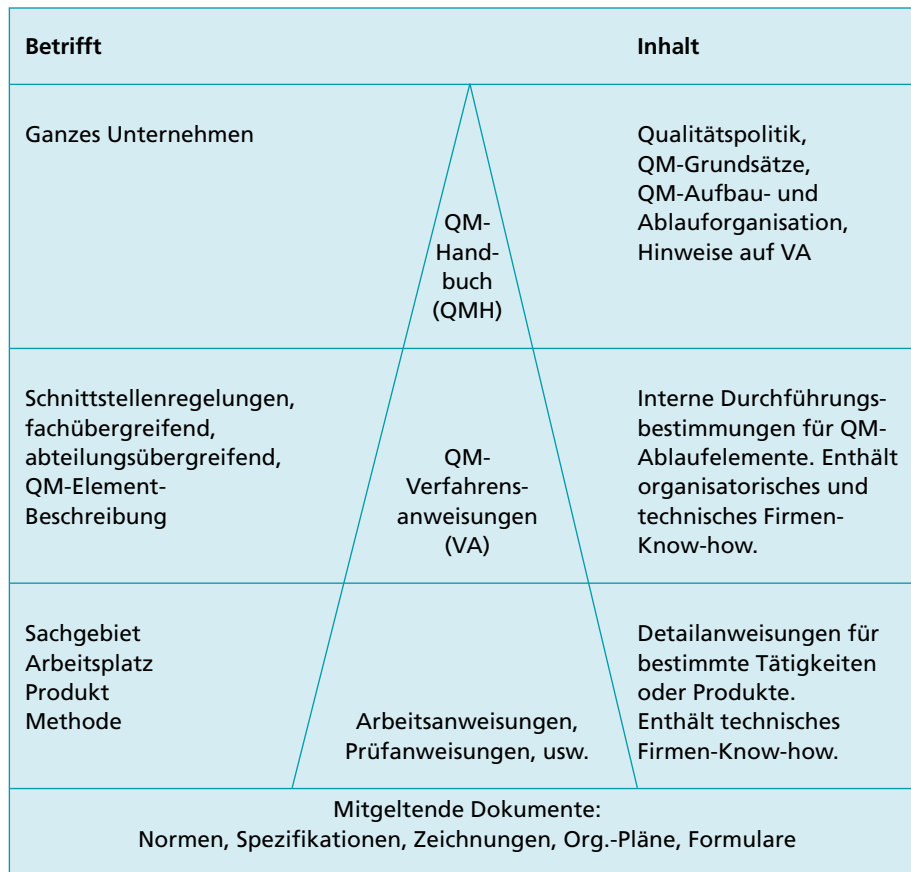 Betrifft
Inhalt
Ganzes Unternehmen
QM-
Hand-
buch
(QMH)
Qualitätspolitik,
QM-Grundsätze,
QM-Aufbau- und
Ablauforganisation,
Hinweise auf VA
Schnittstellenregelungen,
fachübergreifend,
abteilungsübergreifend,
QM-Element-
Beschreibung
QM-
Verfahrens-
anweisungen
(VA)
Interne Durchführungs-
bestimmungen für QM-
Ablaufelemente. Enthält
organisatorisches und
technisches Firmen-
Know-how.
Sachgebiet
Arbeitsplatz
Produkt
Methode
Arbeitsanweisungen,
Prüfanweisungen, usw.
Detailanweisungen für
bestimmte Tätigkeiten
oder Produkte.
Enthält technisches
Firmen-Know-how.
Mitgeltende Dokumente:
Normen, Spezifikationen, Zeichnungen, Org.-Pläne, Formulare